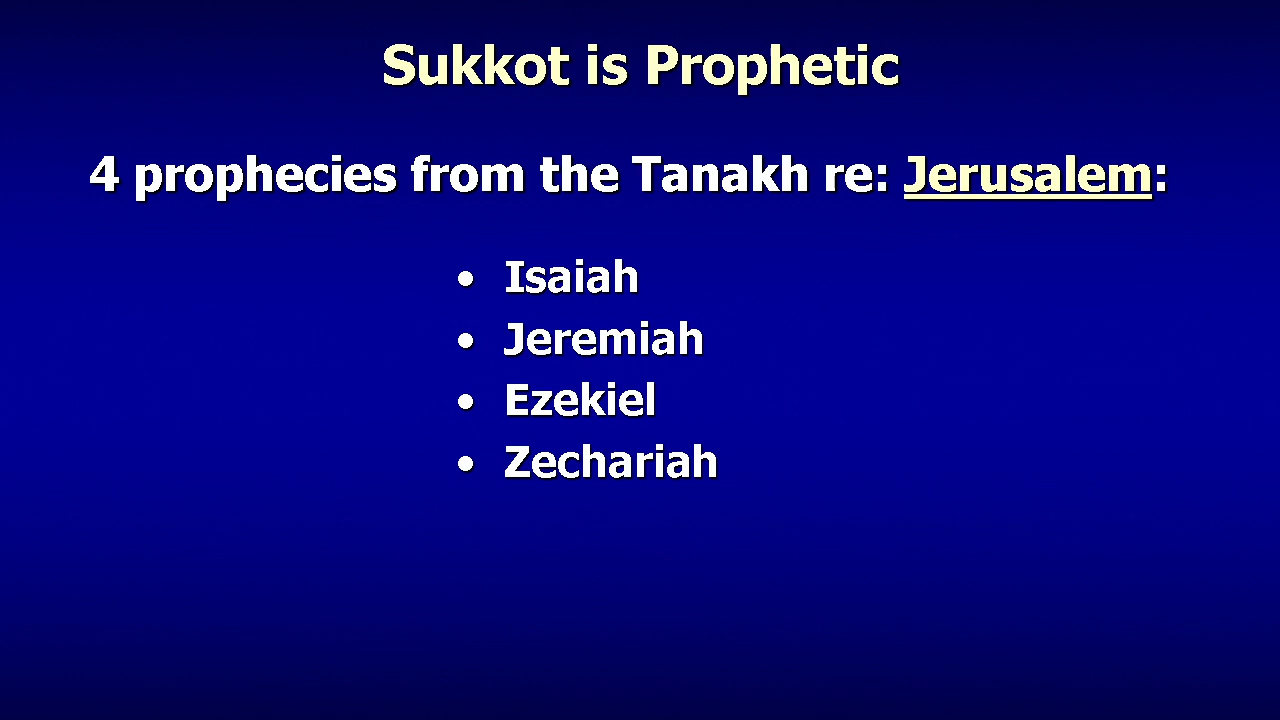 Sukkot is Prophetic
4 prophecies from the Tanakh re: Jerusalem:
• Isaiah
• Jeremiah
• Ezekiel
• Zechariah